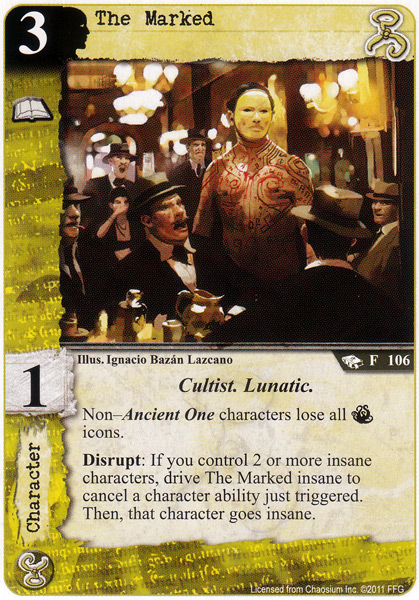 3
The Marked
Illus. Ignacio Bazán Lazcano
F 106
1
Cultist. Lunatic.
Non–Ancient One characters lose all
icons.
Disrupt: If you control 2 or more insane
characters, drive The Marked insane to
cancel a character ability just triggered.
Then, that character goes insane.
Character
Licensed from Chaosium Inc. ©2011 FFG